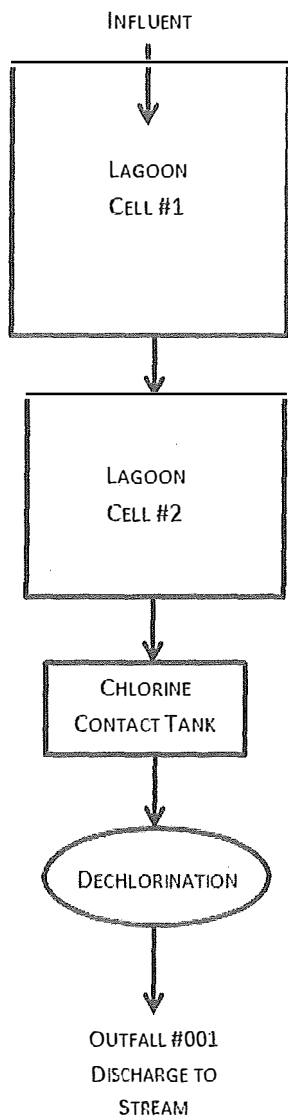 INFLUENT
LAGOON
CELL #1
LAGOON
CELL #2
CHLORINE
CONTACT TANK
DECHLORINATION
OUTFALL #001
DISCHARGE TO
STREAM